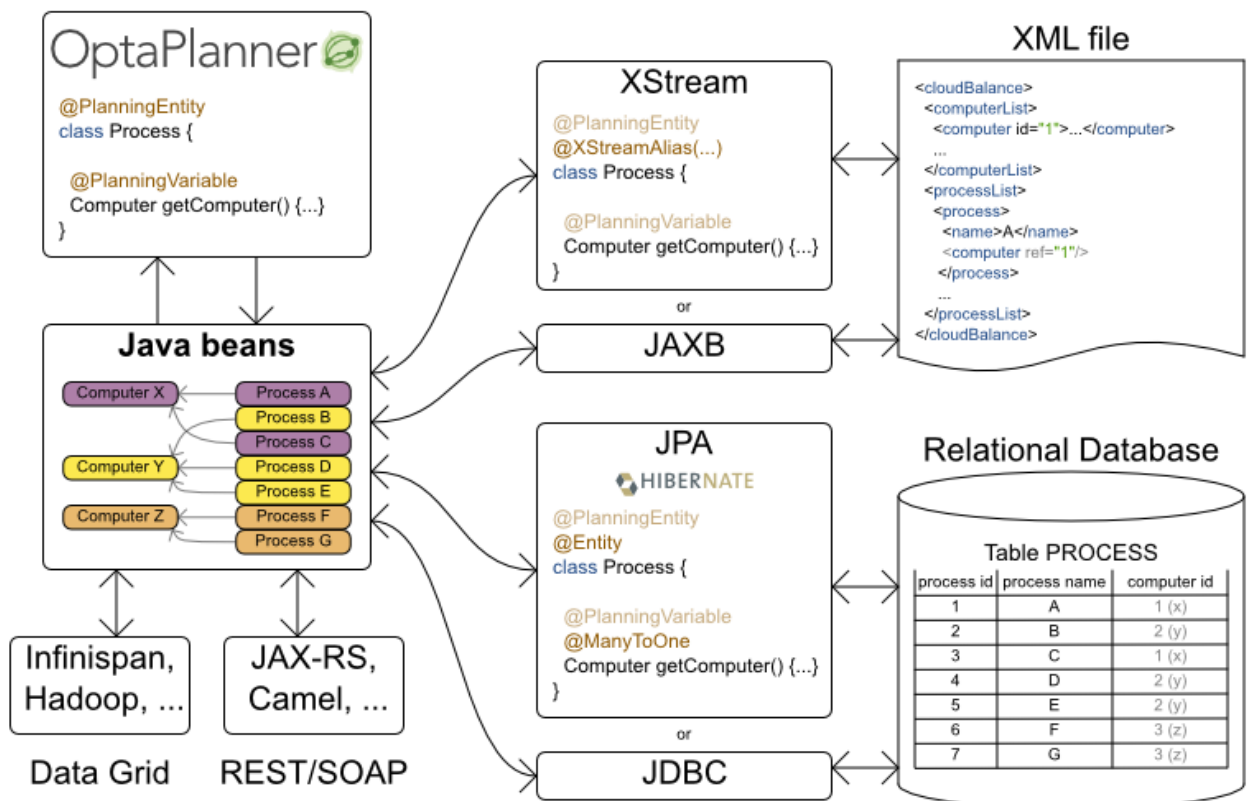 OptaPlanner
@PlanningEntity
class Process {
@PlanningVariable
Computer getComputer() {...}
}
Java beans
Computer X
Computer Y
Computer Z
Process A
Process B
Process C
Process D
Process E
Process F
Process G
Infinispan,
Hadoop, ...
Data Grid
JAX-RS,
Camel, ...
REST/SOAP
XStream
@PlanningEntity
@XStreamAlias(...)
class Process {
@PlanningVariable
Computer getComputer() {...}
}
or
JAXB
XML file
<cloudBalance>
<computerList>
<computer id="1">...</computer>
...
</computerList>
<processList>
<process>
<name>A</name>
<computer ref="1"/>
</process>
...
</processList>
</cloudBalance>
JPA
HIBERNATE
@PlanningEntity
@Entity
class Process {
@PlanningVariable
@ManyToOne
Computer getComputer() {...}
}
or
JDBC
Relational Database
Table PROCESS
process id process name computer id
1 A 1 (x)
2 B 2 (y)
3 C 1 (x)
4 D 2 (y)
5 E 2 (y)
6 F 3 (z)
7 G 3 (z)